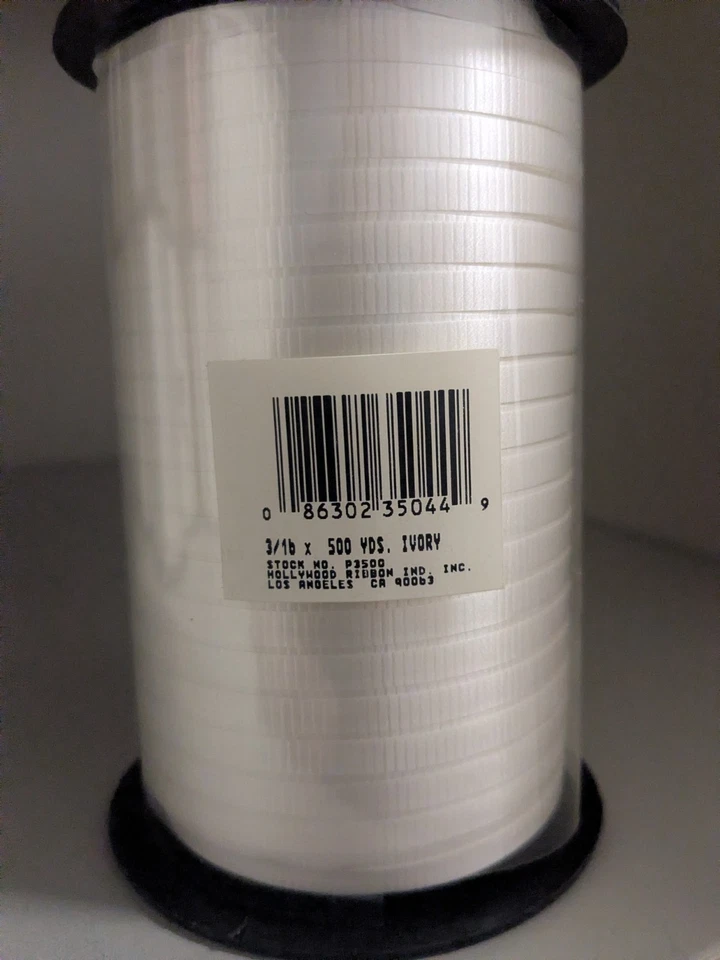 0 86302 35044 9
3/16 x 500 YDS. IVORY
STOCK NO. P3500
HOLLYWOOD RIBBON IND. INC.
LOS ANGELES CA 90063